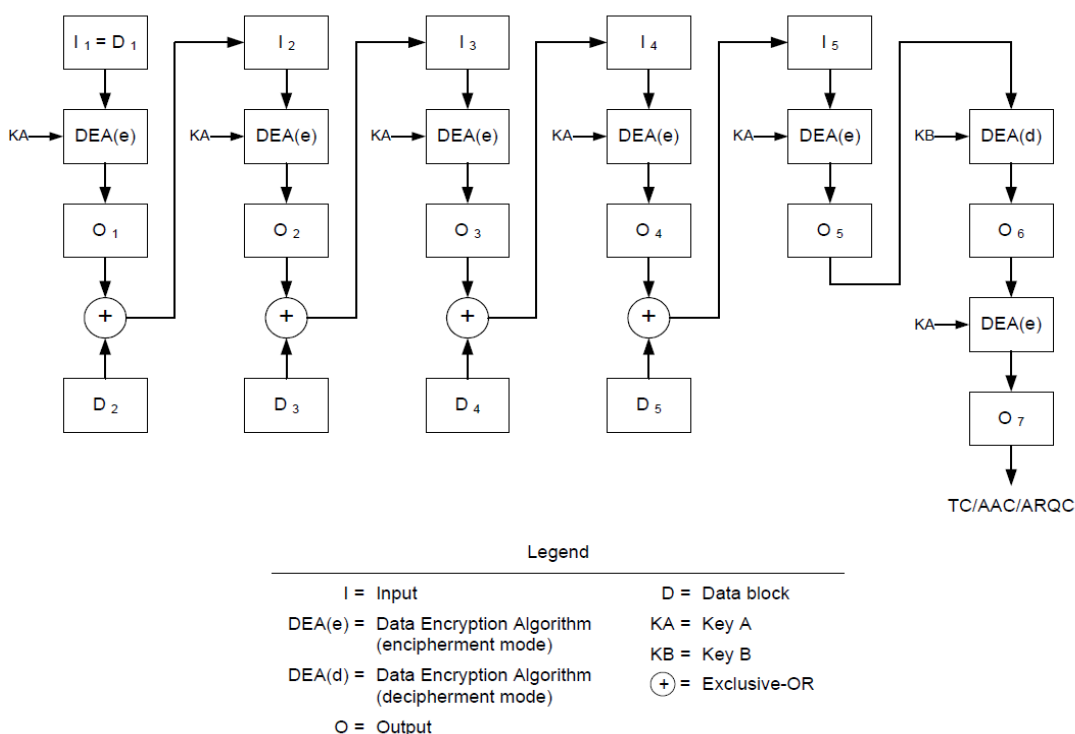 I 1 = D 1 I 2 I 3 I 4 I 5
KA DEA(e) KA DEA(e) KA DEA(e) KA DEA(e) KA DEA(e) KB DEA(d)
O 1 O 2 O 3 O 4 O 5 O 6
+ + + + KA DEA(e)
D 2 D 3 D 4 D 5 O 7
TC/AAC/ARQC
Legend
I = Input
DEA(e) = Data Encryption Algorithm
(encipherment mode)
DEA(d) = Data Encryption Algorithm
(decipherment mode)
O = Output
D = Data block
KA = Key A
KB = Key B
+ = Exclusive-OR